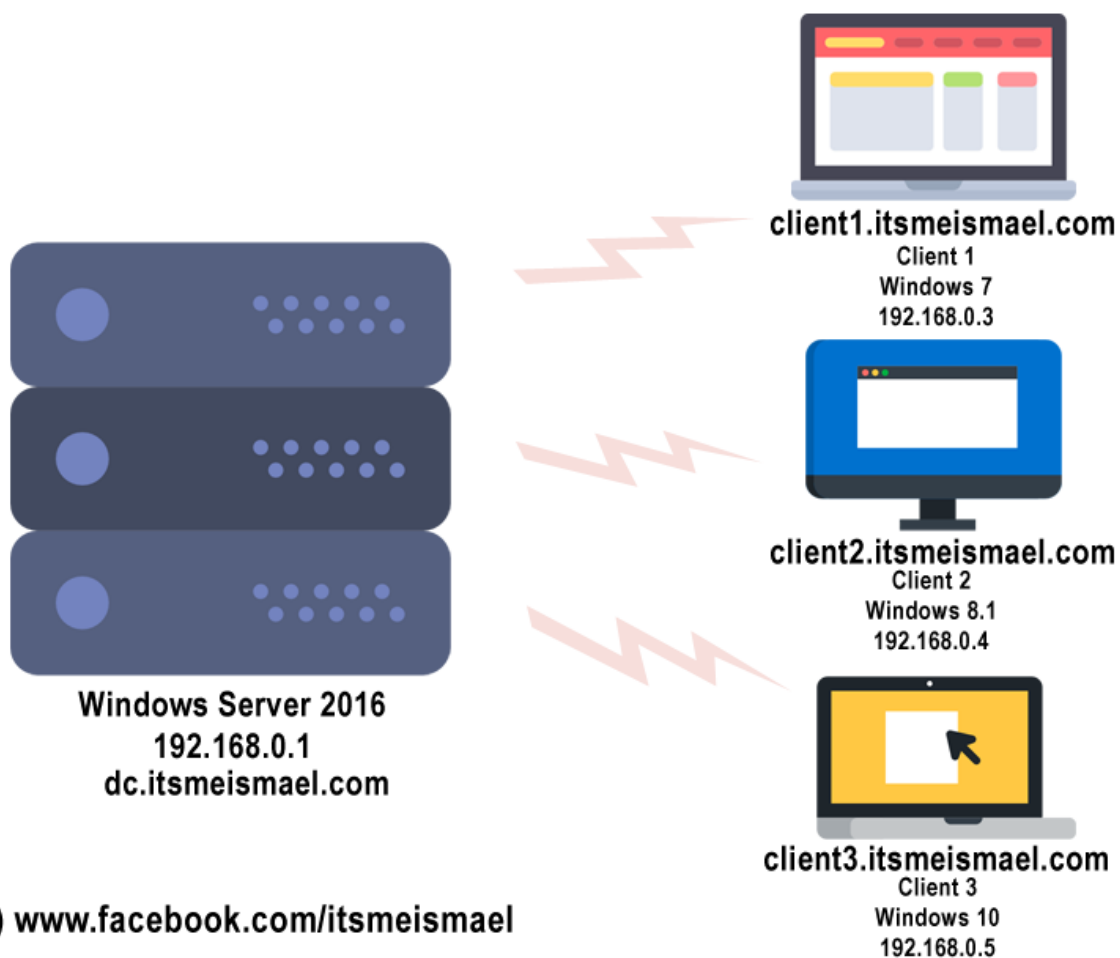 client1.itsmeismael.com
Client 1
Windows 7
192.168.0.3
client2.itsmeismael.com
Client 2
Windows 8.1
192.168.0.4
Windows Server 2016
192.168.0.1
dc.itsmeismael.com
client3.itsmeismael.com
Client 3
Windows 10
192.168.0.5
) www.facebook.com/itsmeismael